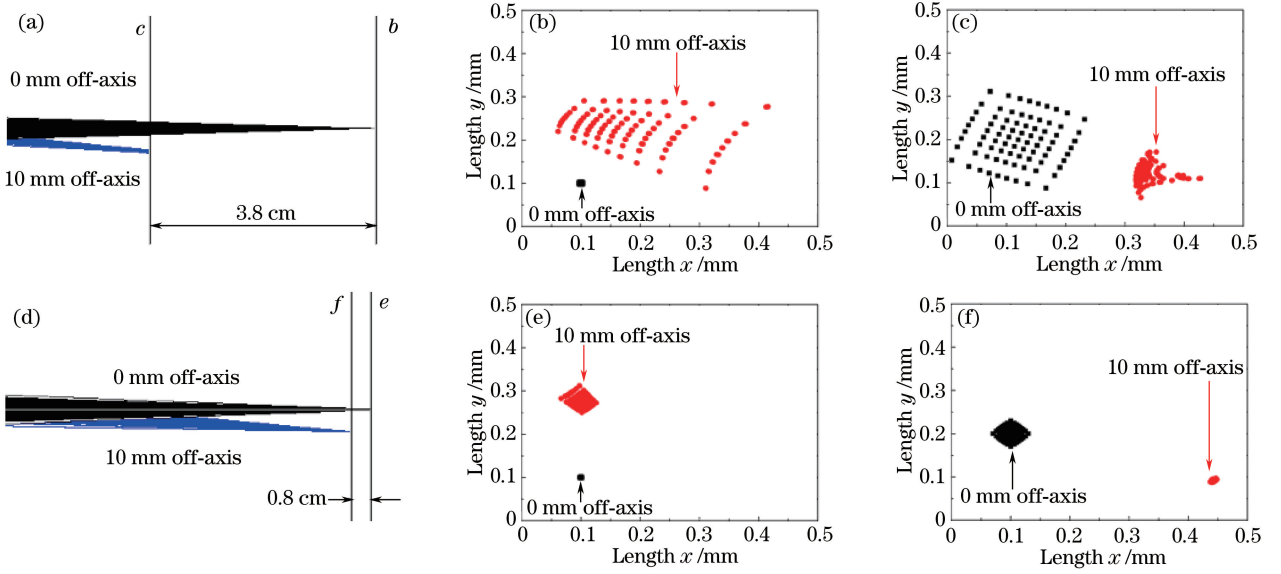 (a)
c
b
0 mm off-axis
10 mm off-axis
3.8 cm
(b)
10 mm off-axis
0 mm off-axis
0.5
0.4
0.3
0.2
0.1
0
Length y /mm
0 0.1 0.2 0.3 0.4 0.5
Length x /mm
(c)
10 mm off-axis
0 mm off-axis
0.5
0.4
0.3
0.2
0.1
0
Length y /mm
0 0.1 0.2 0.3 0.4 0.5
Length x /mm
(d)
f
e
0 mm off-axis
10 mm off-axis
0.8 cm
(e)
10 mm off-axis
0 mm off-axis
0.5
0.4
0.3
0.2
0.1
0
Length y /mm
0 0.1 0.2 0.3 0.4 0.5
Length x /mm
(f)
10 mm off-axis
0 mm off-axis
0.5
0.4
0.3
0.2
0.1
0
Length y /mm
0 0.1 0.2 0.3 0.4 0.5
Length x /mm